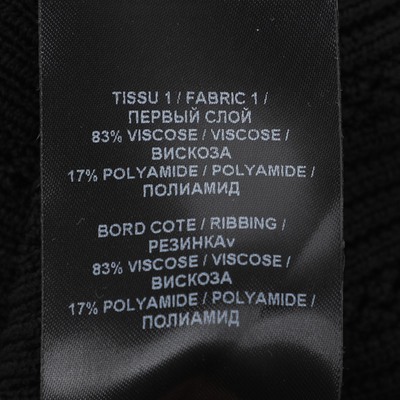 TISSU 1 / FABRIC 1 /
ПЕРВЫЙ СЛОЙ
83% VISCOSE / VISCOSE /
ВИСКОЗА
17% POLYAMIDE / POLYAMIDE /
ПОЛИАМИД
BORD COTE / RIBBING /
РЕЗИНКАv
83% VISCOSE / VISCOSE /
ВИСКОЗА
17% POLYAMIDE / POLYAMIDE /
ПОЛИАМИД